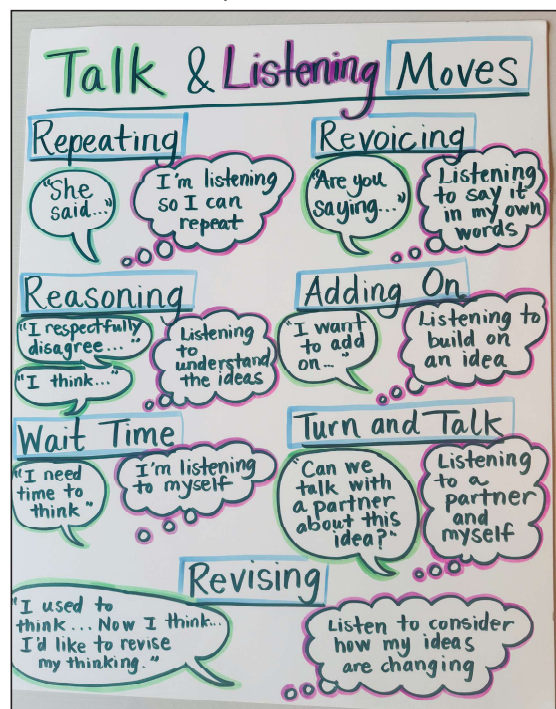 Talk & Listening Moves
Repeating
"She
said..."
I'm listening
so I can
repeat
Revoicing
"Are you
saying..."
Listening
to say it
in my own
words
Reasoning
"I respectfully
disagree..."
"I think..."
Listening
to
understand
the ideas
Adding On
"I want
to add
on..."
Listening to
build on
an idea
Wait Time
"I need
time to
think"
I'm listening
to myself
Turn and Talk
"Can we
talk with
a partner
about this
idea?"
Listening
to a
partner
and
myself
Revising
"I used to
think... Now I think...
I'd like to revise
my thinking."
Listen to consider
how my ideas
are changing